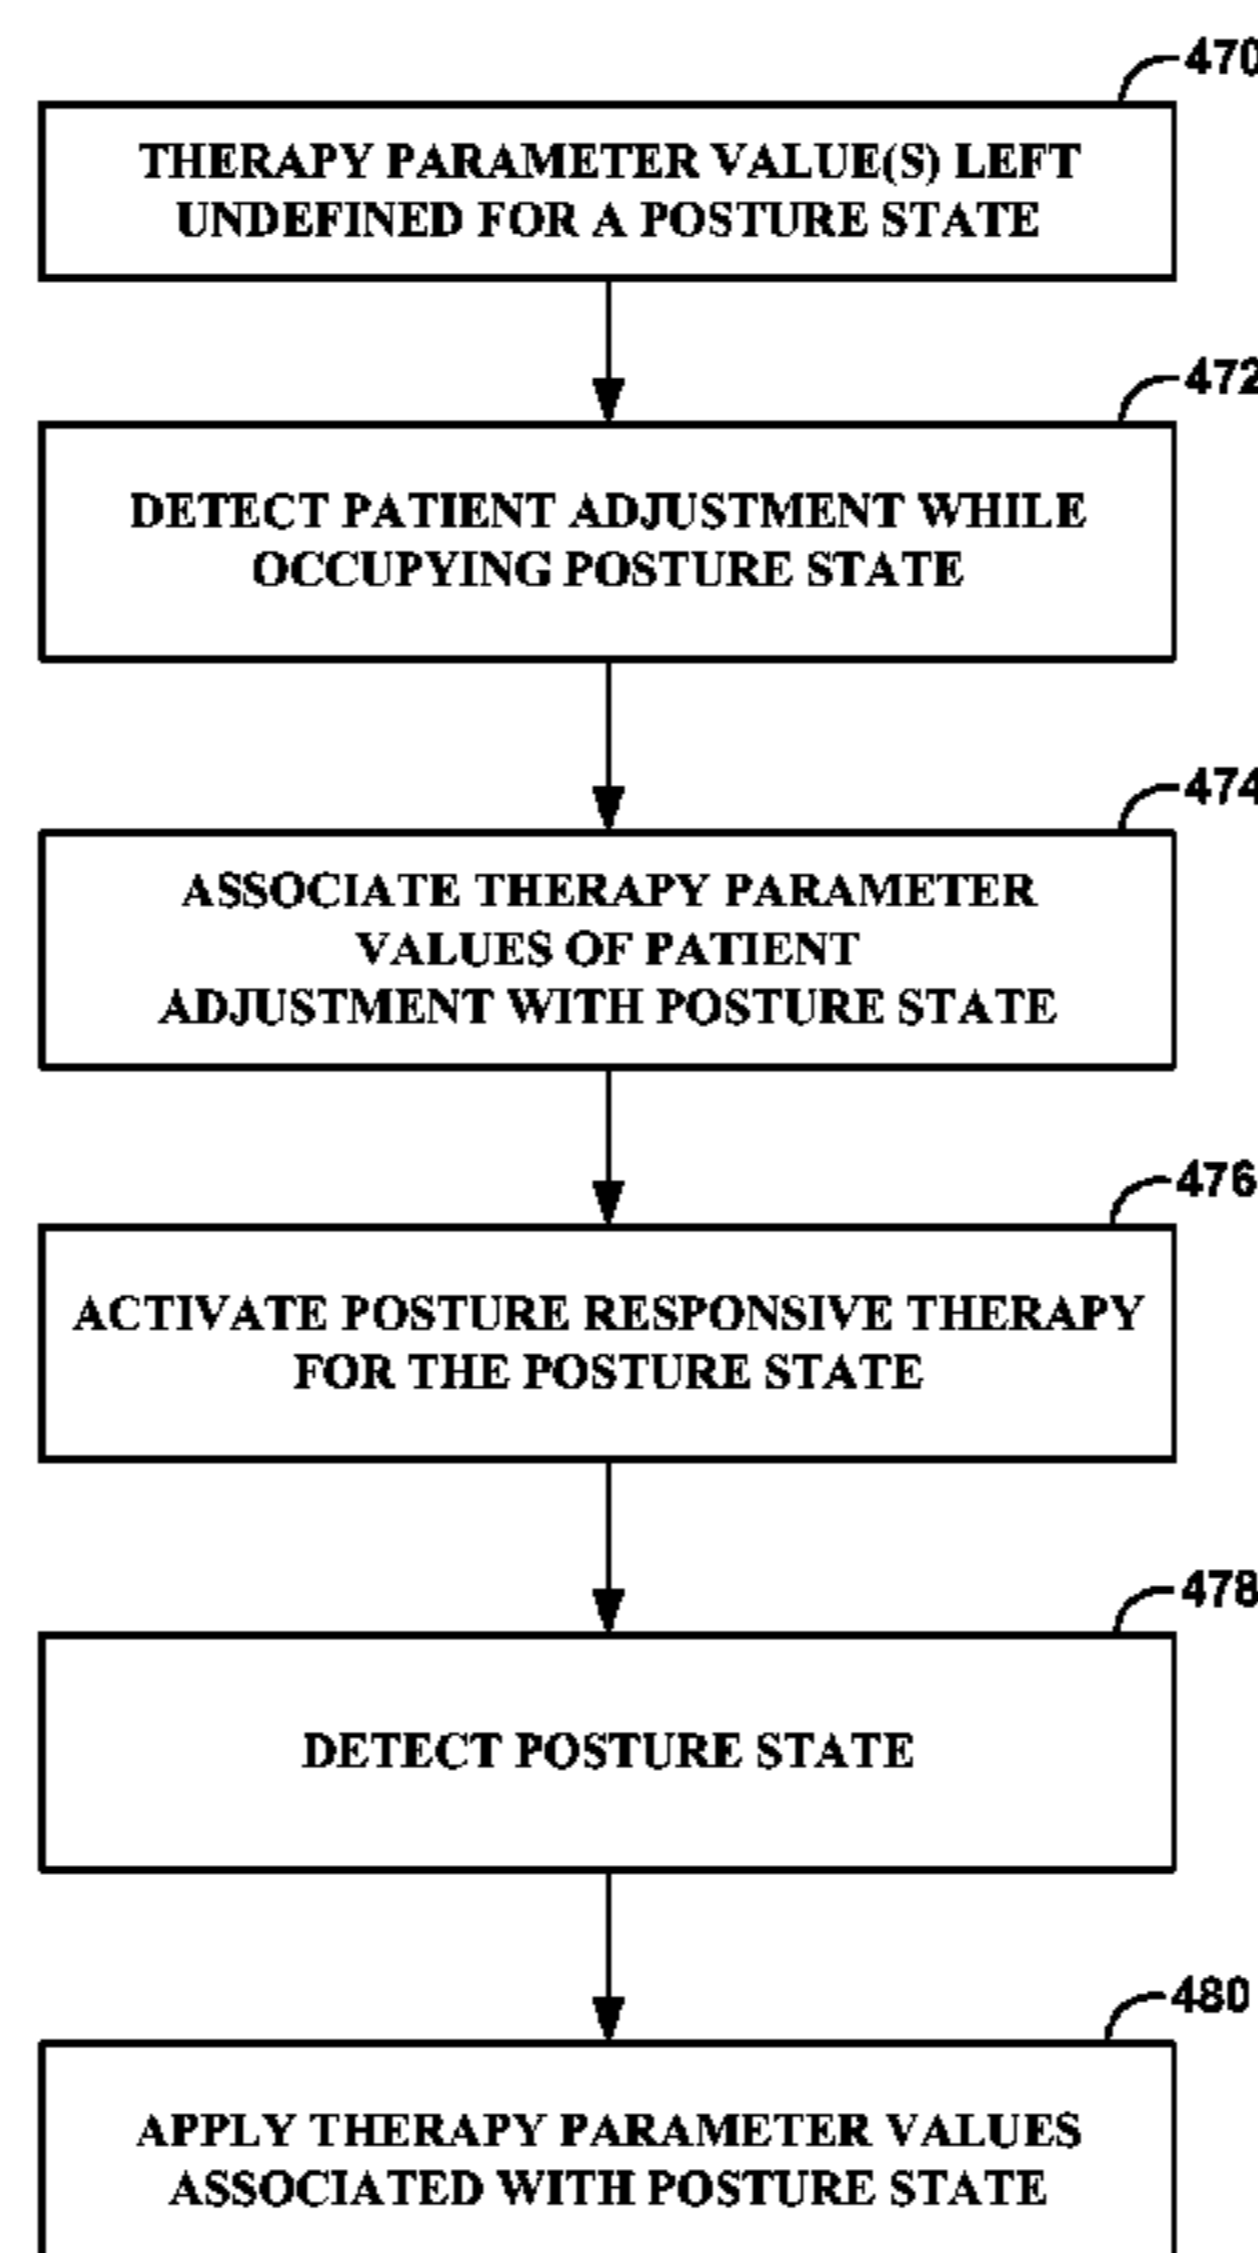 470
THERAPY PARAMETER VALUE(S) LEFT
UNDEFINED FOR A POSTURE STATE
472
DETECT PATIENT ADJUSTMENT WHILE
OCCUPYING POSTURE STATE
474
ASSOCIATE THERAPY PARAMETER
VALUES OF PATIENT
ADJUSTMENT WITH POSTURE STATE
476
ACTIVATE POSTURE RESPONSIVE THERAPY
FOR THE POSTURE STATE
478
DETECT POSTURE STATE
480
APPLY THERAPY PARAMETER VALUES
ASSOCIATED WITH POSTURE STATE